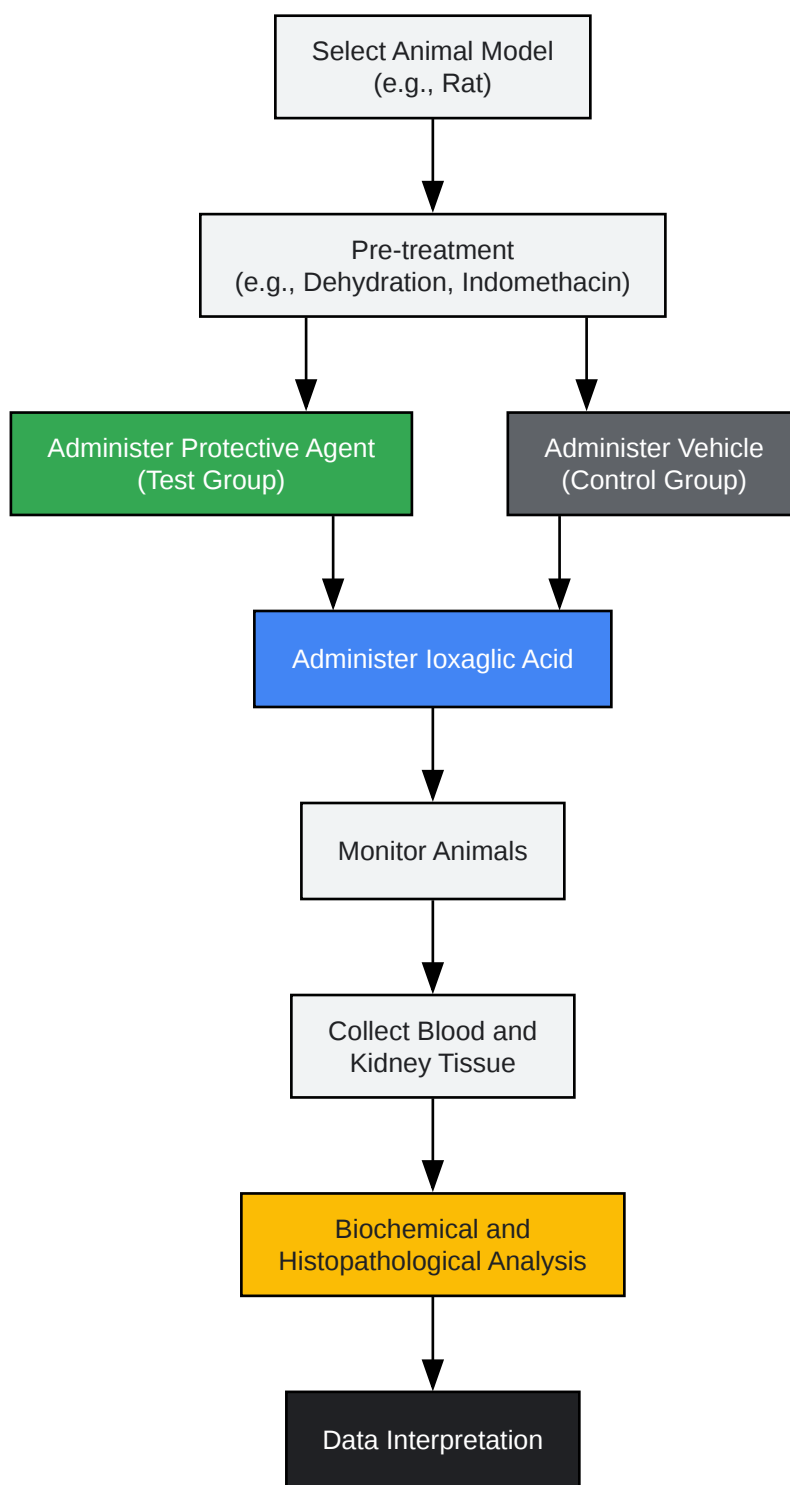 Select Animal Model
(e.g., Rat)
Pre-treatment
(e.g., Dehydration, Indomethacin)
Administer Protective Agent
(Test Group)
Administer Vehicle
(Control Group)
Administer Ioxaglic Acid
Monitor Animals
Collect Blood and
Kidney Tissue
Biochemical and
Histopathological Analysis
Data Interpretation